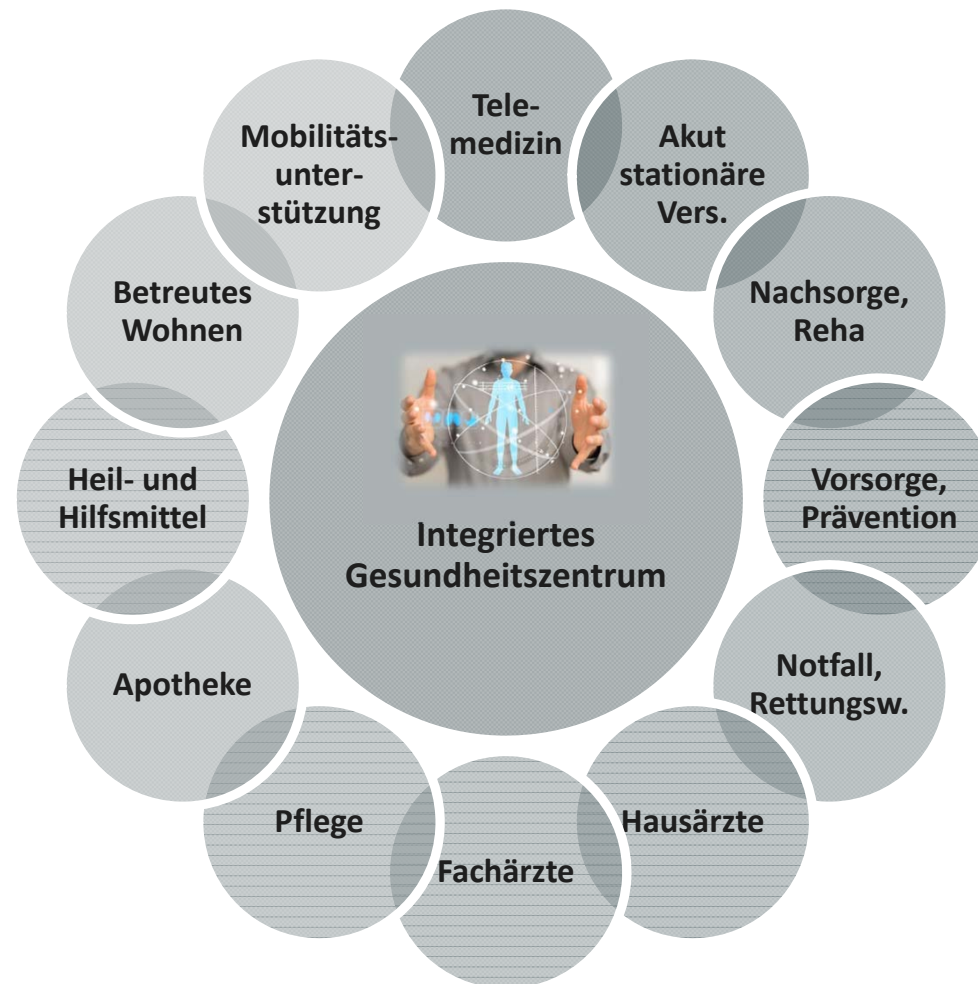 Tele-
medizin
Akut
stationäre
Vers.
Nachsorge,
Reha
Vorsorge,
Prävention
Notfall,
Rettungsw.
Hausärzte
Fachärzte
Pflege
Apotheke
Heil- und
Hilfsmittel
Betreutes
Wohnen
Mobilitäts-
unter-
stützung
Integriertes
Gesundheitszentrum